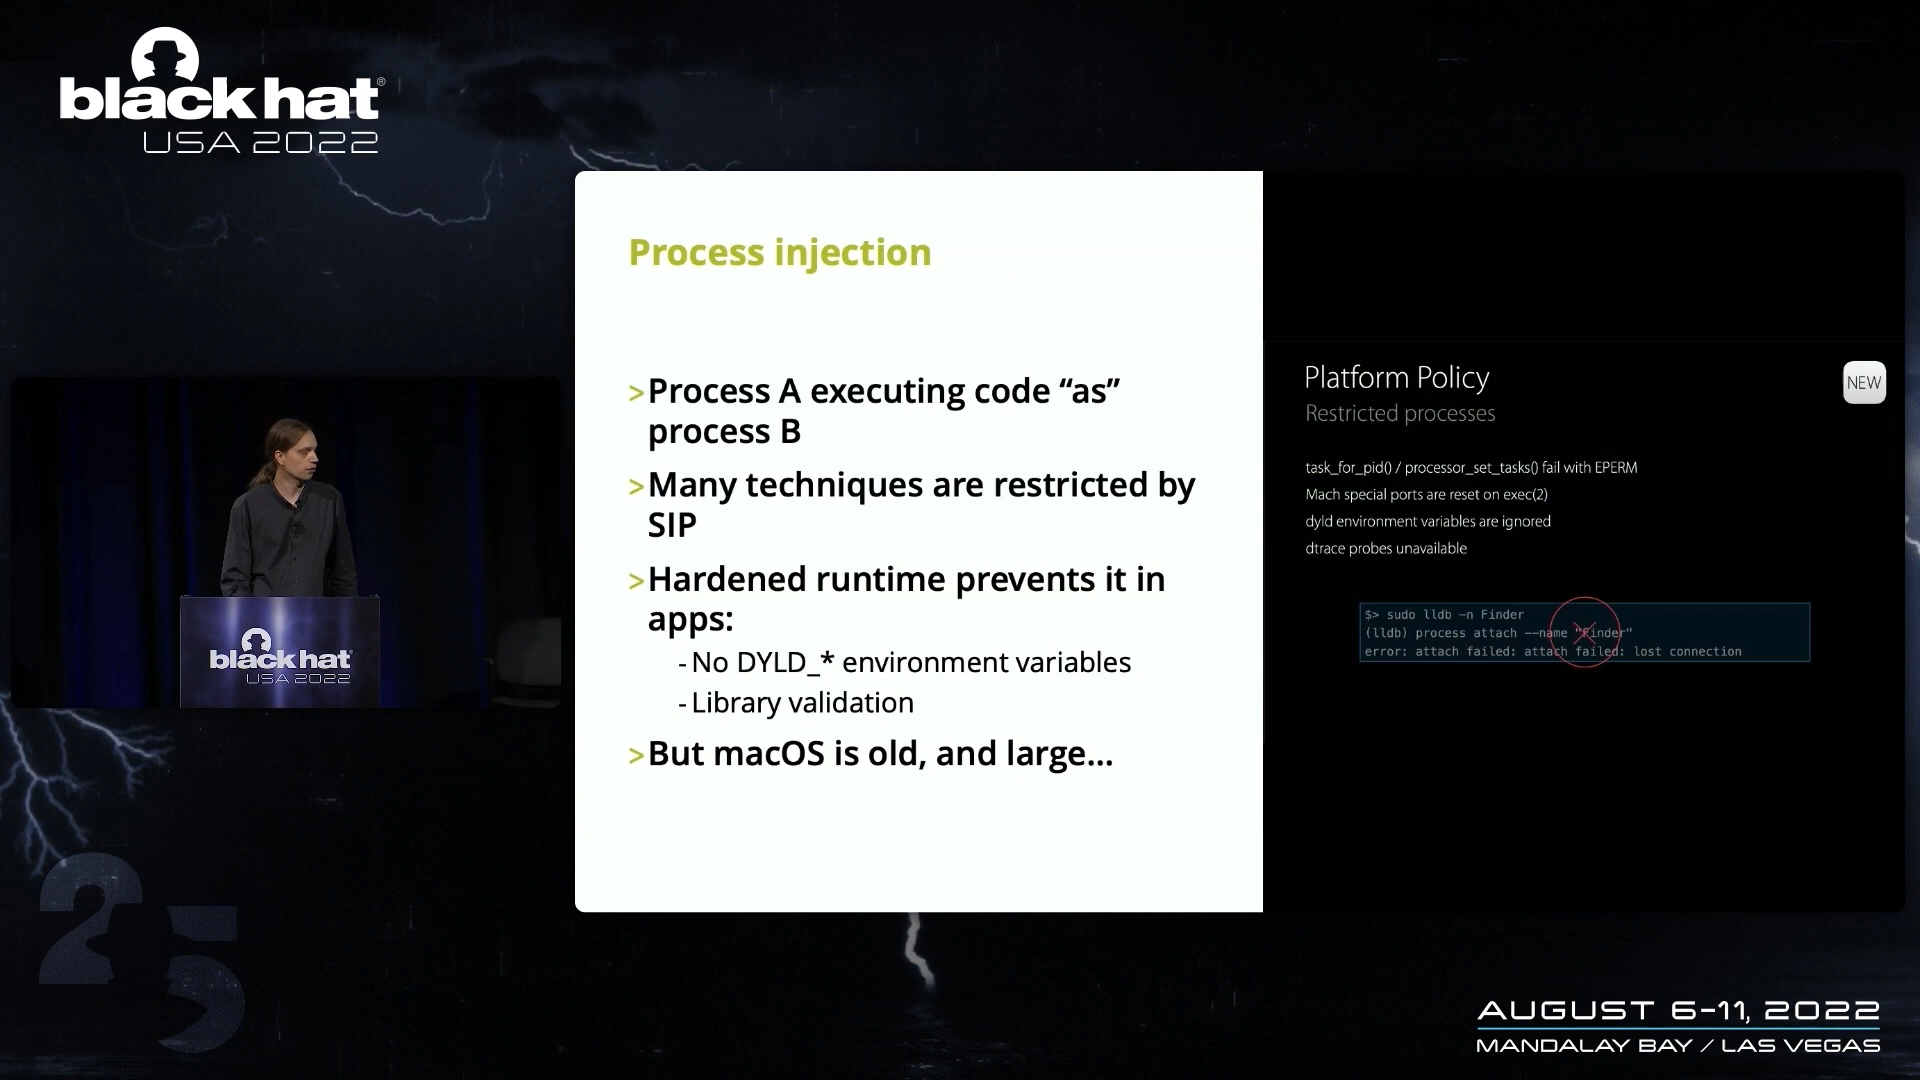 black hat®
USA 2022
Process injection
>Process A executing code “as”
process B
>Many techniques are restricted by
SIP
>Hardened runtime prevents it in
apps:
-No DYLD_* environment variables
-Library validation
>But macOS is old, and large…
Platform Policy
NEW
Restricted processes
task_for_pid() / processor_set_tasks() fail with EPERM
Mach special ports are reset on exec(2)
dyld environment variables are ignored
dtrace probes unavailable
$> sudo lldb -n Finder
(lldb) process attach --name "Finder"
error: attach failed: attach failed: lost connection
black hat
USA 2022
25
AUGUST 6-11, 2022
MANDALAY BAY / LAS VEGAS